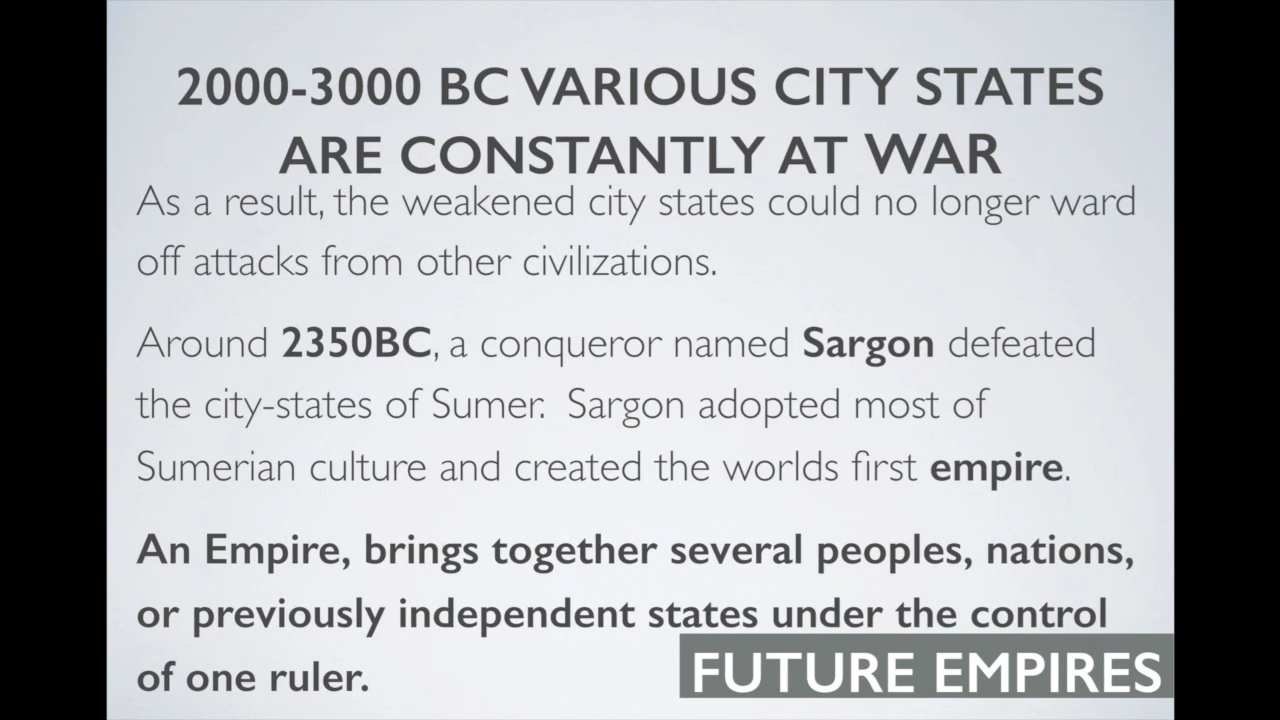 2000-3000 BC VARIOUS CITY STATES
ARE CONSTANTLY AT WAR
As a result, the weakened city states could no longer ward
off attacks from other civilizations.
Around 2350BC, a conqueror named Sargon defeated
the city-states of Sumer. Sargon adopted most of
Sumerian culture and created the worlds first empire.
An Empire, brings together several peoples, nations,
or previously independent states under the control
of one ruler.
FUTURE EMPIRES